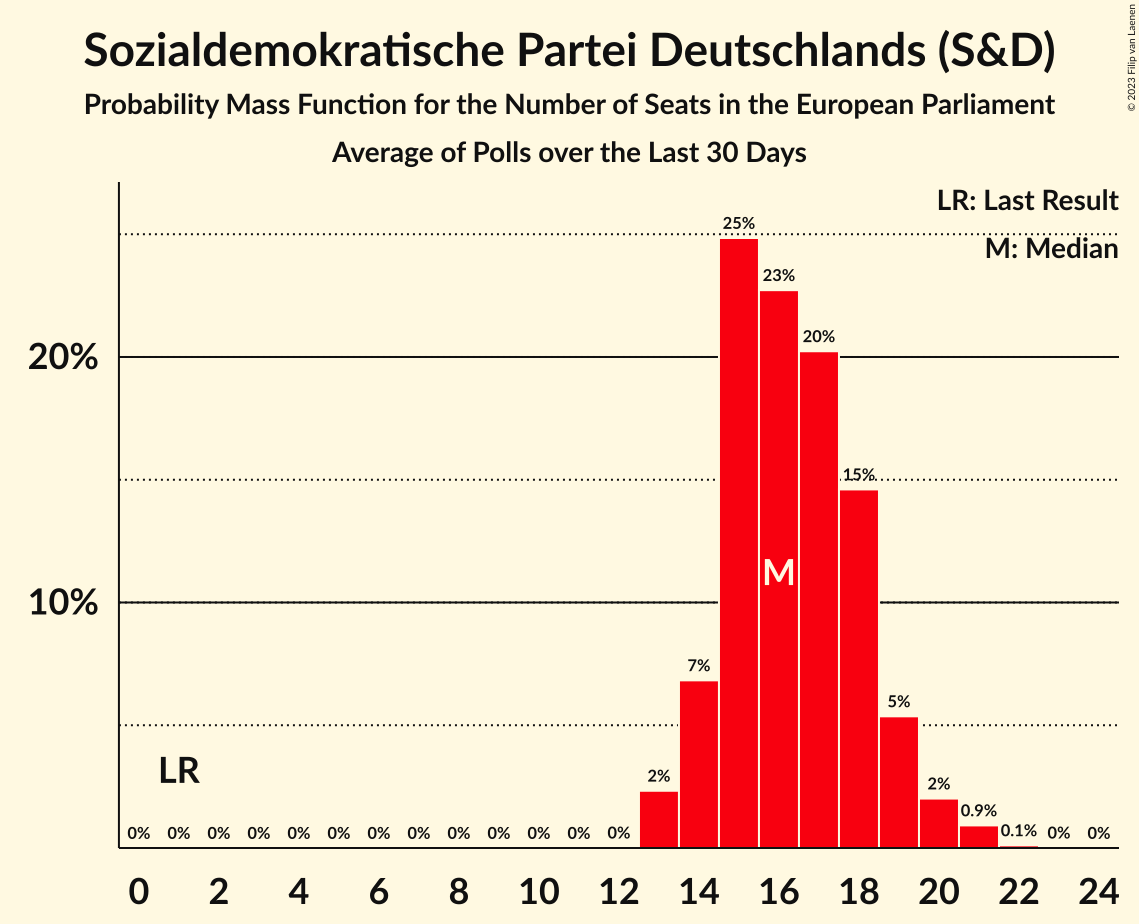 Sozialdemokratische Partei Deutschlands (S&D)
Probability Mass Function for the Number of Seats in the European Parliament
Average of Polls over the Last 30 Days
© 2023 Filip van Laenen
LR: Last Result
M: Median
25%
23%
20%
20%
15%
M
10%
7%
5%
LR
2%
2%
0.9%
0% 0% 0% 0% 0% 0% 0% 0% 0% 0% 0% 0% 0% 0.1% 0% 0%
0 2 4 6 8 10 12 14 16 18 20 22 24